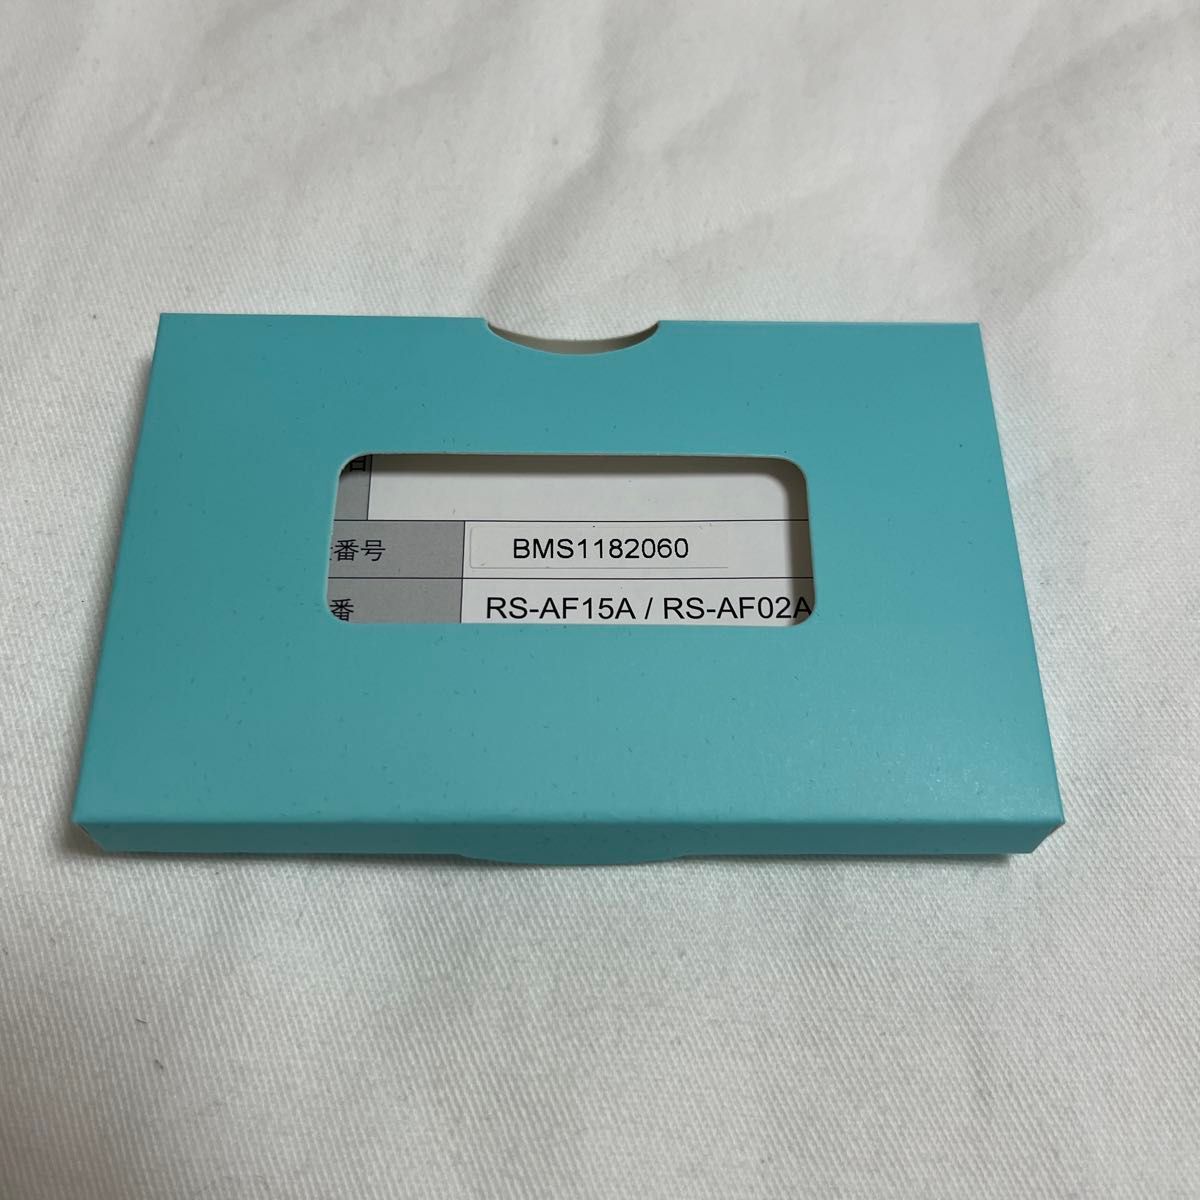 番号
BMS1182060
番
RS-AF15A / RS-AF02A